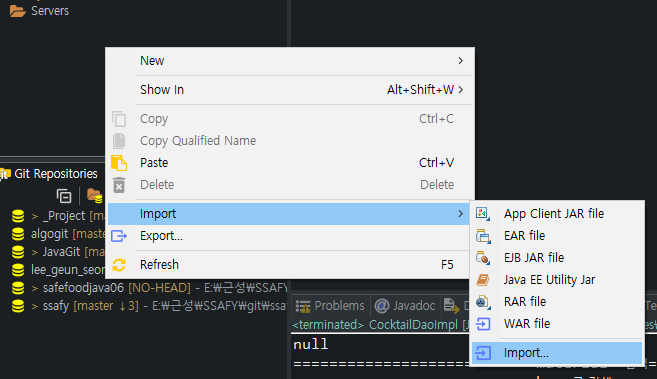 Servers
New
Show In Alt+Shift+W
Copy Ctrl+C
Copy Qualified Name
Paste Ctrl+V
Delete Delete
Import
Export...
Refresh F5
App Client JAR file
EAR file
EJB JAR file
Java EE Utility Jar
RAR file
WAR file
Import...
Git Repositories
> _Project [ma
algogit [maste
> JavaGit [m
lee_geun_seon
> safefoodjava06 [NO-HEAD] - E:\근성\SSAFY
> ssafy [master ↓3] - E:\근성\SSAFY\git\ssa
Problems @ Javadoc D
<terminated> CocktailDaoImpl [J
null